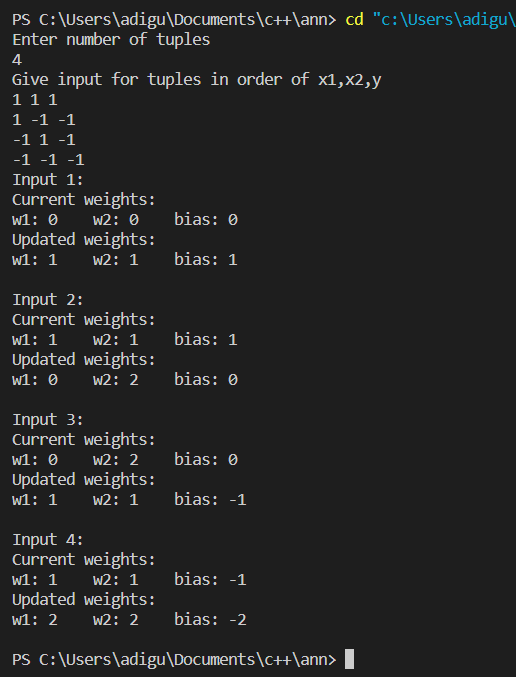 PS C:\Users\adigu\Documents\c++\ann> cd "c:\Users\adigu\
Enter number of tuples
4
Give input for tuples in order of x1,x2,y
1 1 1
1 -1 -1
-1 1 -1
-1 -1 -1
Input 1:
Current weights:
w1: 0    w2: 0    bias: 0
Updated weights:
w1: 1    w2: 1    bias: 1

Input 2:
Current weights:
w1: 1    w2: 1    bias: 1
Updated weights:
w1: 0    w2: 2    bias: 0

Input 3:
Current weights:
w1: 0    w2: 2    bias: 0
Updated weights:
w1: 1    w2: 1    bias: -1

Input 4:
Current weights:
w1: 1    w2: 1    bias: -1
Updated weights:
w1: 2    w2: 2    bias: -2

PS C:\Users\adigu\Documents\c++\ann>